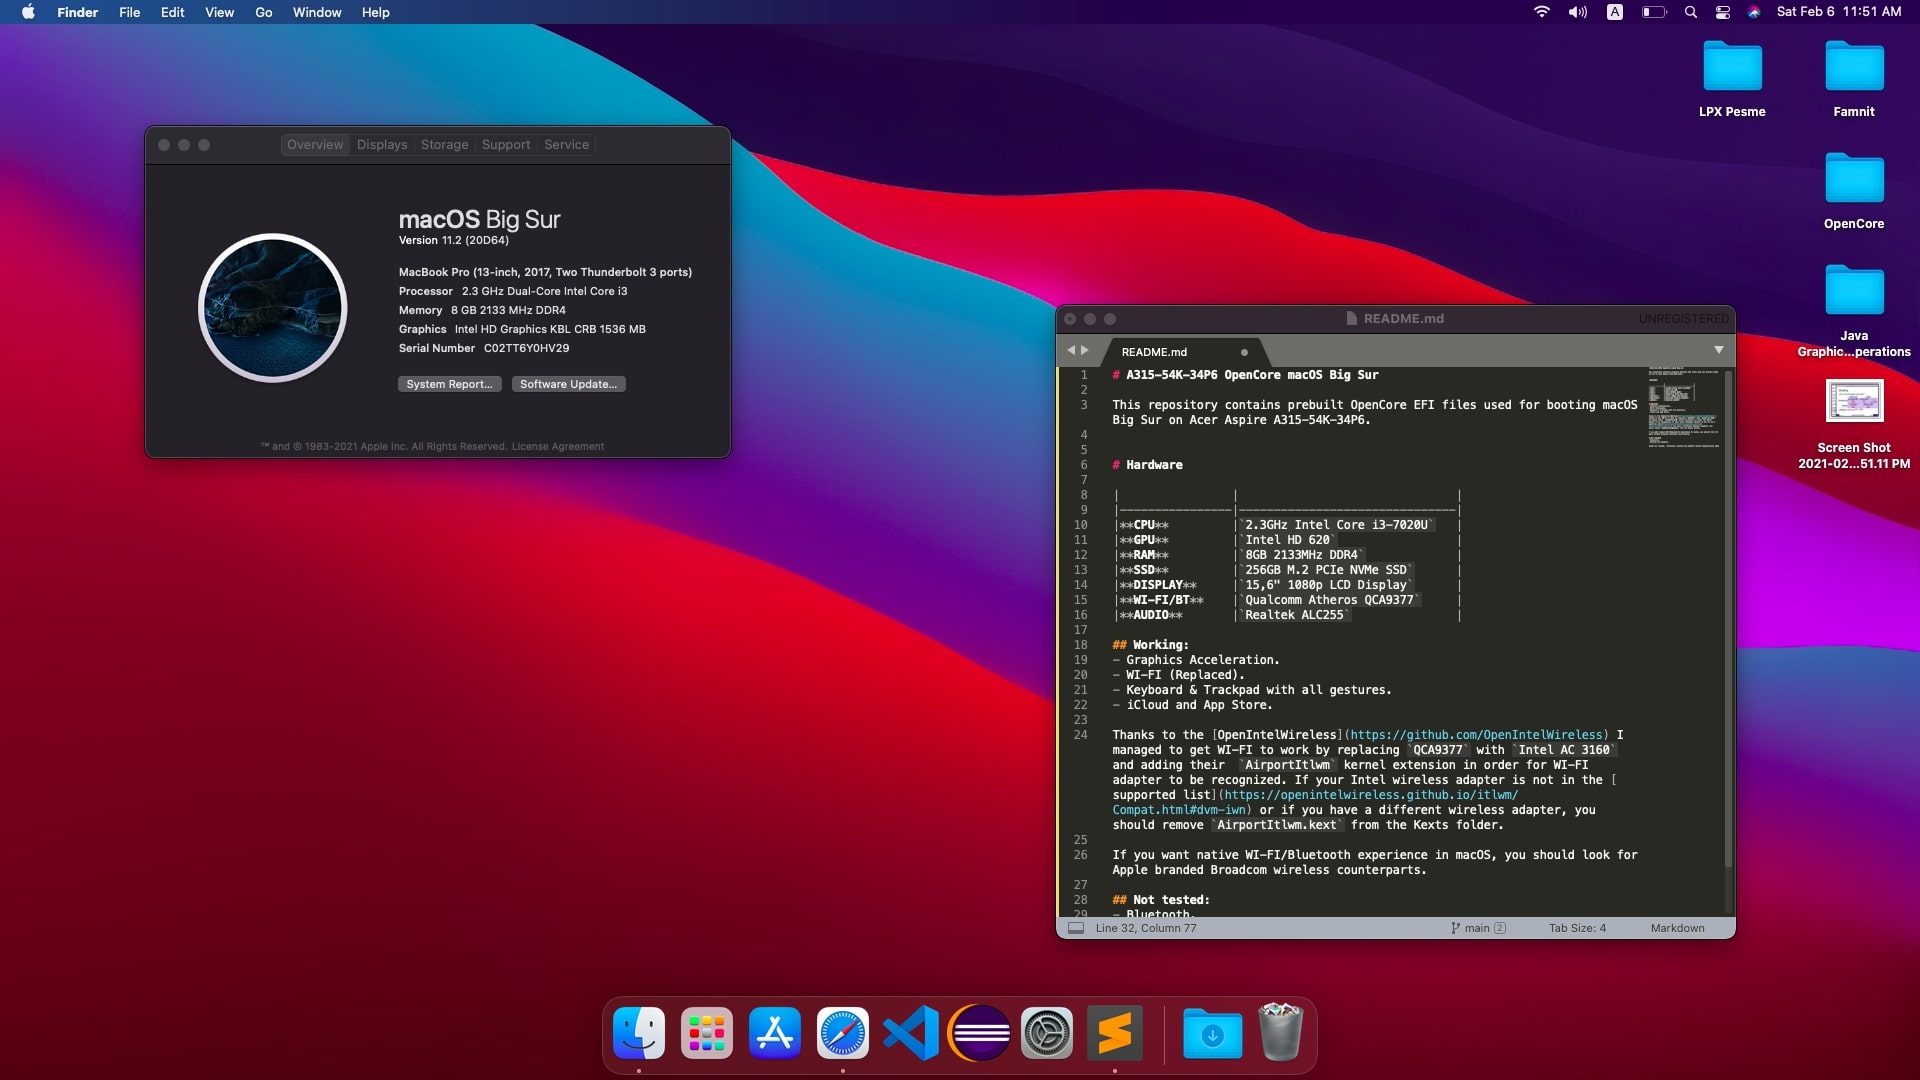 Finder File Edit View Go Window Help
A
Sat Feb 6 11:51 AM
LPX Pesme
Famnit
OpenCore
Java
Graphic...perations
Screen Shot
2021-02...51.11 PM
Overview Displays Storage Support Service
macOS Big Sur
Version 11.2 (20D64)
MacBook Pro (13-inch, 2017, Two Thunderbolt 3 ports)
Processor 2.3 GHz Dual-Core Intel Core i3
Memory 8 GB 2133 MHz DDR4
Graphics Intel HD Graphics KBL CRB 1536 MB
Serial Number C02TT6Y0HV29
System Report... Software Update...
™ and © 1983-2021 Apple Inc. All Rights Reserved. License Agreement
README.md
UNREGISTERED
README.md
1 # A315-54K-34P6 OpenCore macOS Big Sur
2
3 This repository contains prebuilt OpenCore EFI files used for booting macOS
Big Sur on Acer Aspire A315-54K-34P6.
4
5
6 # Hardware
7
8 | | |
9 |----------------|-------------------------------|
10 |**CPU** |`2.3GHz Intel Core i3-7020U` |
11 |**GPU** |`Intel HD 620` |
12 |**RAM** |`8GB 2133MHz DDR4` |
13 |**SSD** |`256GB M.2 PCIe NVMe SSD` |
14 |**DISPLAY** |`15,6" 1080p LCD Display` |
15 |**WI-FI/BT** |`Qualcomm Atheros QCA9377` |
16 |**AUDIO** |`Realtek ALC255` |
17
18 ## Working:
19 - Graphics Acceleration.
20 - WI-FI (Replaced).
21 - Keyboard & Trackpad with all gestures.
22 - iCloud and App Store.
23
24 Thanks to the [OpenIntelWireless](https://github.com/OpenIntelWireless) I
managed to get WI-FI to work by replacing `QCA9377` with `Intel AC 3160`
and adding their `AirportItlwm` kernel extension in order for WI-FI
adapter to be recognized. If your Intel wireless adapter is not in the [
supported list](https://openintelwireless.github.io/itlwm/
Compat.html#dvm-iwn) or if you have a different wireless adapter, you
should remove `AirportItlwm.kext` from the Kexts folder.
25
26 If you want native WI-FI/Bluetooth experience in macOS, you should look for
Apple branded Broadcom wireless counterparts.
27
28 ## Not tested:
29 - Bluetooth.
Line 32, Column 77
main 2
Tab Size: 4
Markdown